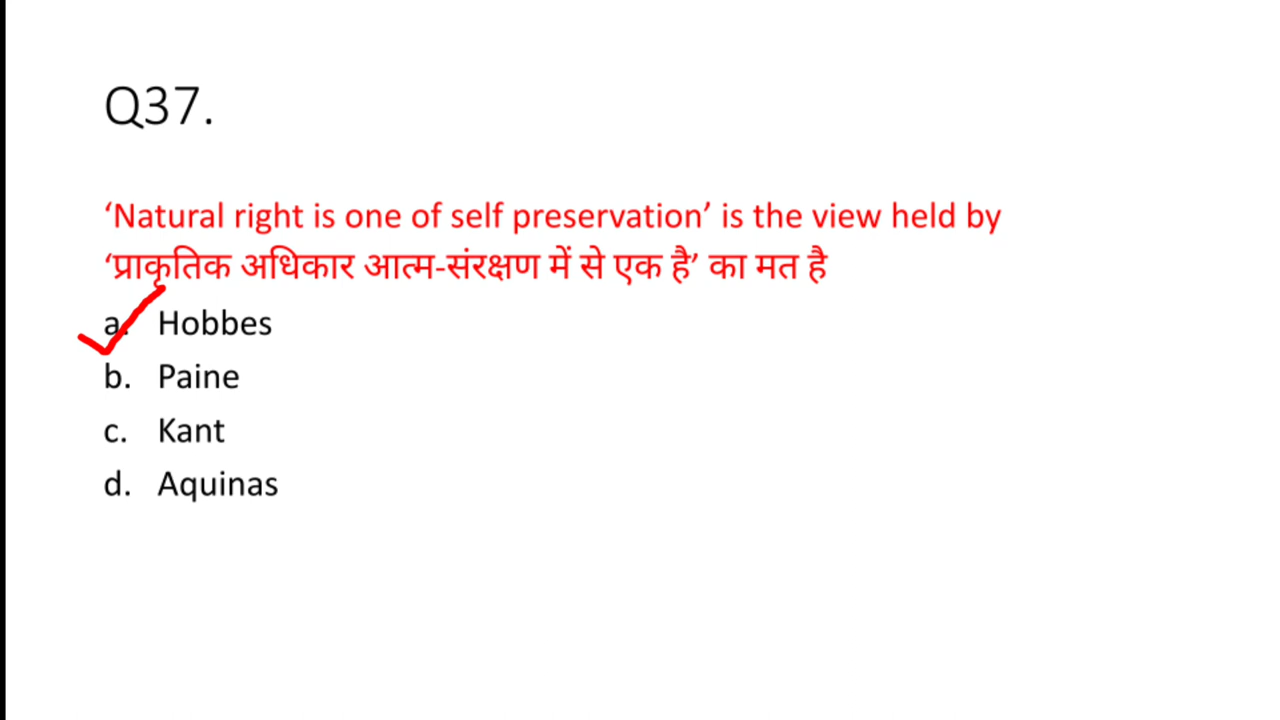 Q37.
‘Natural right is one of self preservation’ is the view held by
‘प्राकृतिक अधिकार आत्म-संरक्षण में से एक है’ का मत है
a. Hobbes
b. Paine
c. Kant
d. Aquinas